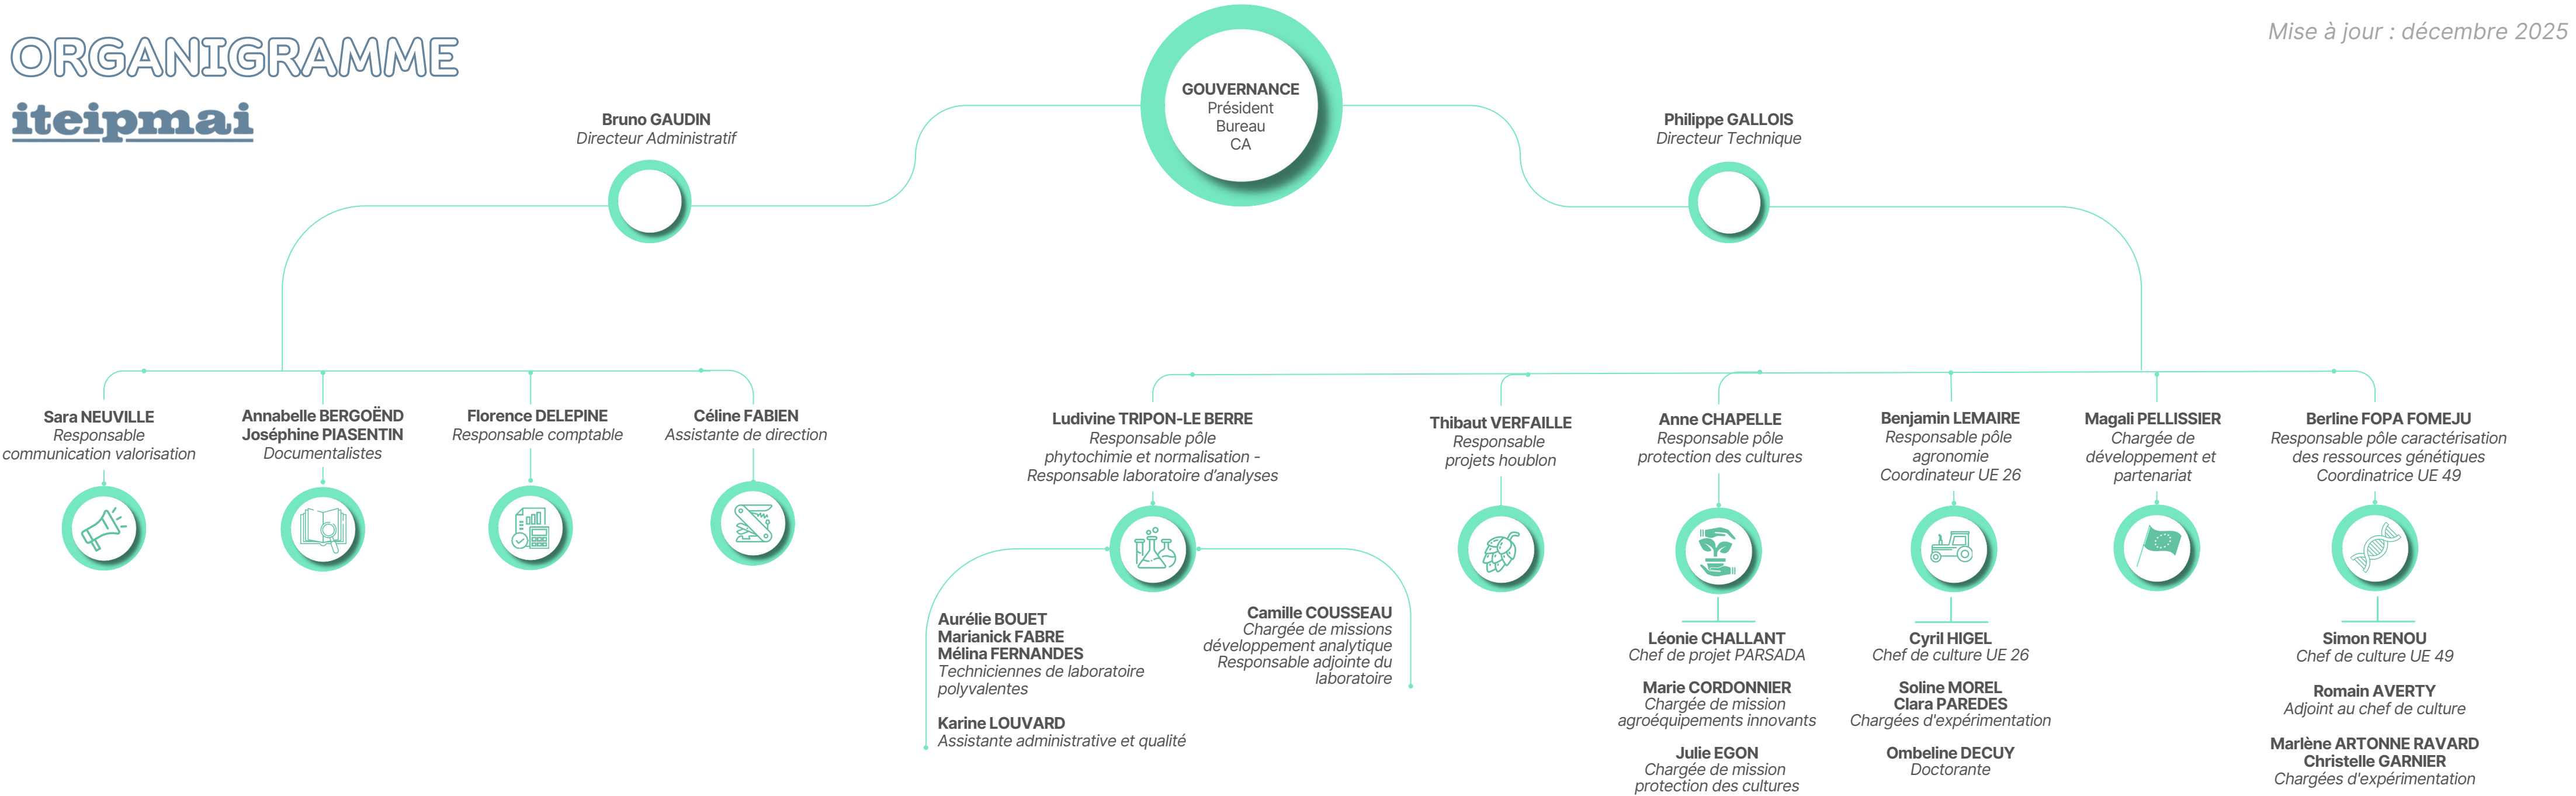 ORGANIGRAMME
iteipmai
Mise à jour : décembre 2025
GOUVERNANCE
Président
Bureau
CA
Bruno GAUDIN
Directeur Administratif
Philippe GALLOIS
Directeur Technique
Sara NEUVILLE
Responsable
communication valorisation
Annabelle BERGOËND
Joséphine PIASENTIN
Documentalistes
Florence DELEPINE
Responsable comptable
Céline FABIEN
Assistante de direction
Ludivine TRIPON-LE BERRE
Responsable pôle
phytochimie et normalisation -
Responsable laboratoire d'analyses
Thibaut VERFAILLE
Responsable
projets houblon
Anne CHAPELLE
Responsable pôle
protection des cultures
Benjamin LEMAIRE
Responsable pôle
agronomie
Coordinateur UE 26
Magali PELLISSIER
Chargée de
développement et
partenariat
Berline FOPA FOMEJU
Responsable pôle caractérisation
des ressources génétiques
Coordinatrice UE 49
Aurélie BOUET
Marianick FABRE
Mélina FERNANDES
Techniciennes de laboratoire
polyvalentes
Karine LOUVARD
Assistante administrative et qualité
Camille COUSSEAU
Chargée de missions
développement analytique
Responsable adjointe du
laboratoire
Léonie CHALLANT
Chef de projet PARSADA
Marie CORDONNIER
Chargée de mission
agroéquipements innovants
Julie EGON
Chargée de mission
protection des cultures
Cyril HIGEL
Chef de culture UE 26
Soline MOREL
Clara PAREDES
Chargées d'expérimentation
Ombeline DECUY
Doctorante
Simon RENOU
Chef de culture UE 49
Romain AVERTY
Adjoint au chef de culture
Marlène ARTONNE RAVARD
Christelle GARNIER
Chargées d'expérimentation